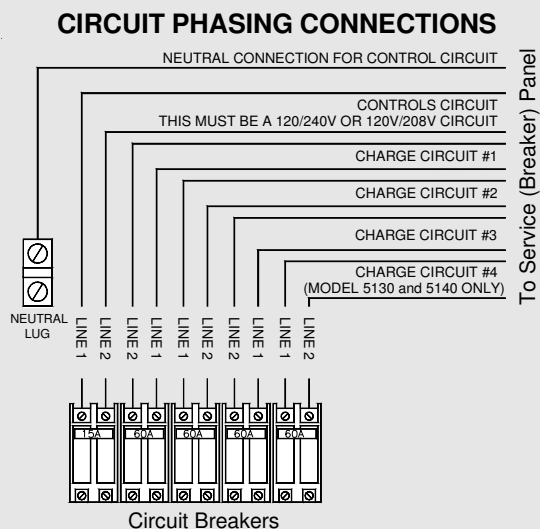 CIRCUIT PHASING CONNECTIONS
NEUTRAL CONNECTION FOR CONTROL CIRCUIT
CONTROLS CIRCUIT
THIS MUST BE A 120/240V OR 120V/208V CIRCUIT
CHARGE CIRCUIT #1
CHARGE CIRCUIT #2
CHARGE CIRCUIT #3
CHARGE CIRCUIT #4
(MODEL 5130 and 5140 ONLY)
To Service (Breaker) Panel
NEUTRAL
LUG
LINE 1
LINE 2
LINE 2
LINE 1
LINE 1
LINE 2
LINE 2
LINE 1
LINE 1
LINE 2
15A
60A
60A
60A
60A
Circuit Breakers